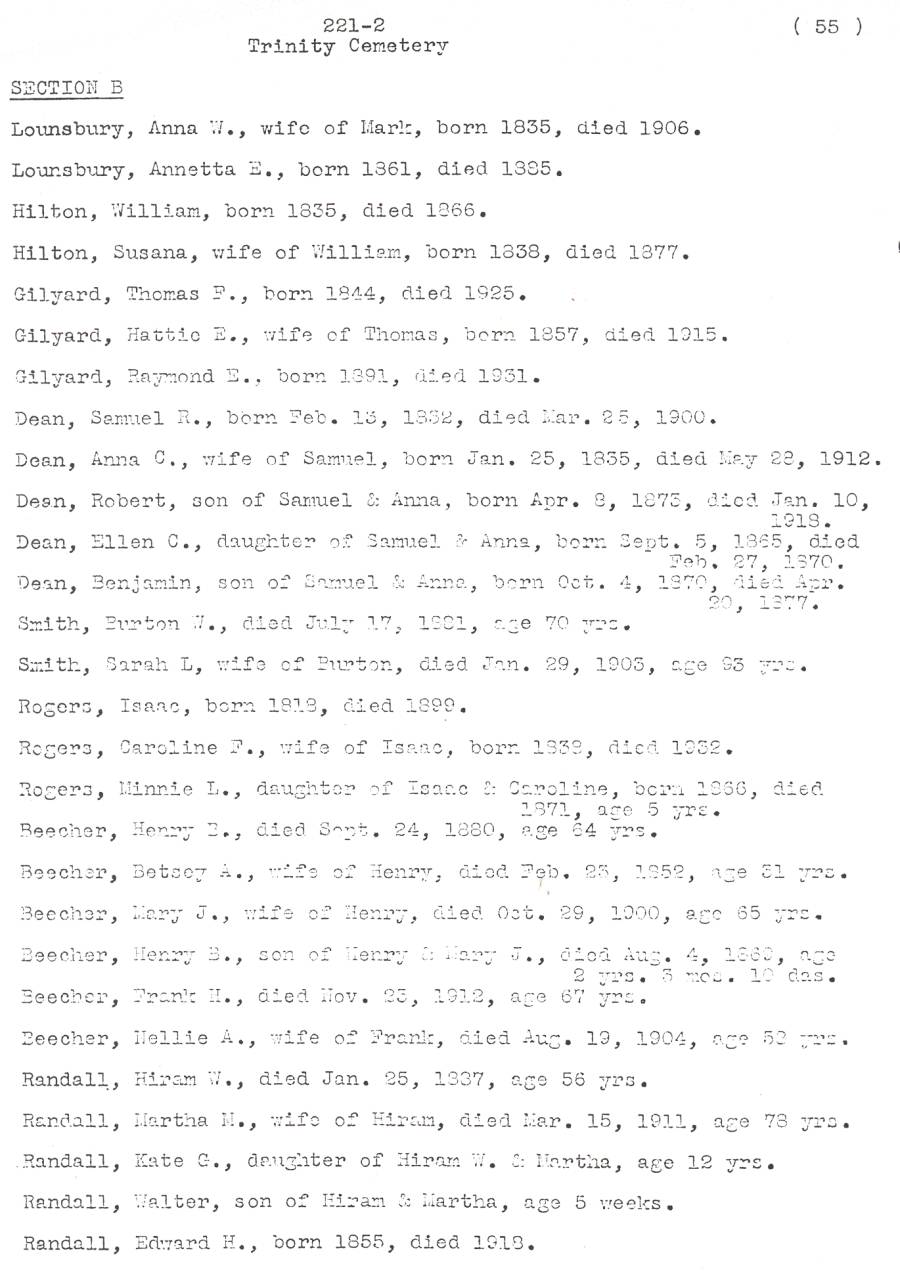 221-2
( 55 )
Trinity Cemetery
SECTION B
Lounsbury, Anna W., wife of Mark, born 1835, died 1906.
Lounsbury, Annetta E., born 1861, died 1885.
Hilton, William, born 1835, died 1866.
Hilton, Susana, wife of William, born 1838, died 1877.
Gilyard, Thomas F., born 1844, died 1925.
Gilyard, Hattie E., wife of Thomas, born 1857, died 1915.
Gilyard, Raymond E., born 1891, died 1931.
Dean, Samuel R., born Feb. 13, 1832, died Mar. 25, 1900.
Dean, Anna C., wife of Samuel, born Jan. 25, 1835, died May 28, 1912.
Dean, Robert, son of Samuel & Anna, born Apr. 8, 1873, died Jan. 10,
1918.
Dean, Ellen C., daughter of Samuel & Anna, born Sept. 5, 1865, died
Feb. 27, 1870.
Dean, Benjamin, son of Samuel & Anna, born Oct. 4, 1870, died Apr.
20, 1877.
Smith, Burton W., died July 17, 1881, age 70 yrs.
Smith, Sarah L, wife of Burton, died Jan. 29, 1903, age 93 yrs.
Rogers, Isaac, born 1818, died 1899.
Rogers, Caroline F., wife of Isaac, born 1838, died 1932.
Rogers, Minnie L., daughter of Isaac & Caroline, born 1866, died
1871, age 5 yrs.
Beecher, Henry B., died Sept. 24, 1880, age 64 yrs.
Beecher, Betsey A., wife of Henry, died Feb. 23, 1852, age 31 yrs.
Beecher, Mary J., wife of Henry, died Oct. 29, 1900, age 65 yrs.
Beecher, Henry B., son of Henry & Mary J., died Aug. 4, age
2 yrs. 3 mos. das.
Beecher, Frank H., died Nov. 23, 1912, age 67 yrs.
Beecher, Nellie A., wife of Frank, died Aug. 19, 1904, age yrs.
Randall, Hiram W., died Jan. 25, 1887, age 56 yrs.
Randall, Martha M., wife of Hiram, died Mar. 15, 1911, age 78 yrs.
Randall, Kate G., daughter of Hiram W. & Martha, age 12 yrs.
Randall, Walter, son of Hiram & Martha, age 5 weeks.
Randall, Edward H., born 1855, died 1918.